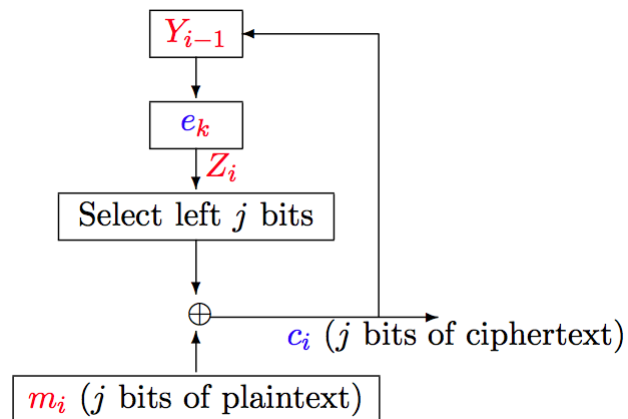 Y_{i−1}
e_k
Z_i
Select left j bits
⊕
c_i (j bits of ciphertext)
m_i (j bits of plaintext)